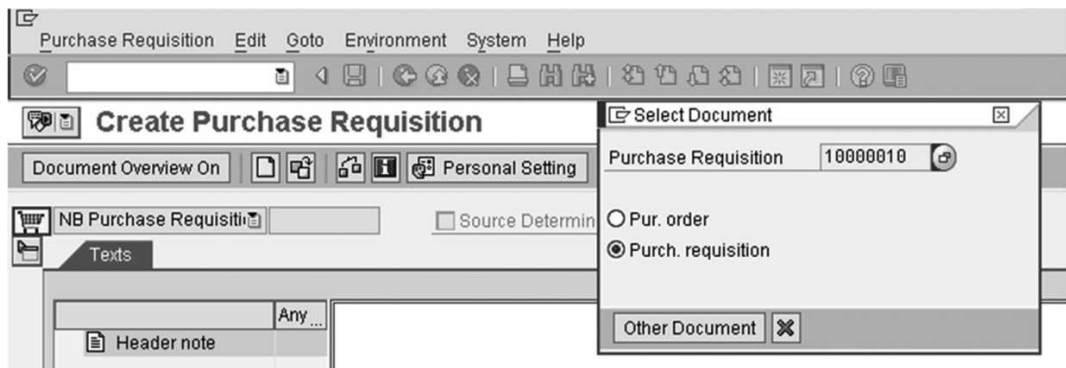 Purchase Requisition Edit Goto Environment System Help
Create Purchase Requisition
Select Document
Purchase Requisition 10000010
Document Overview On Personal Setting
NB Purchase Requisiti Source Determin
Pur. order
Purch. requisition
Texts
Any ...
Header note
Other Document